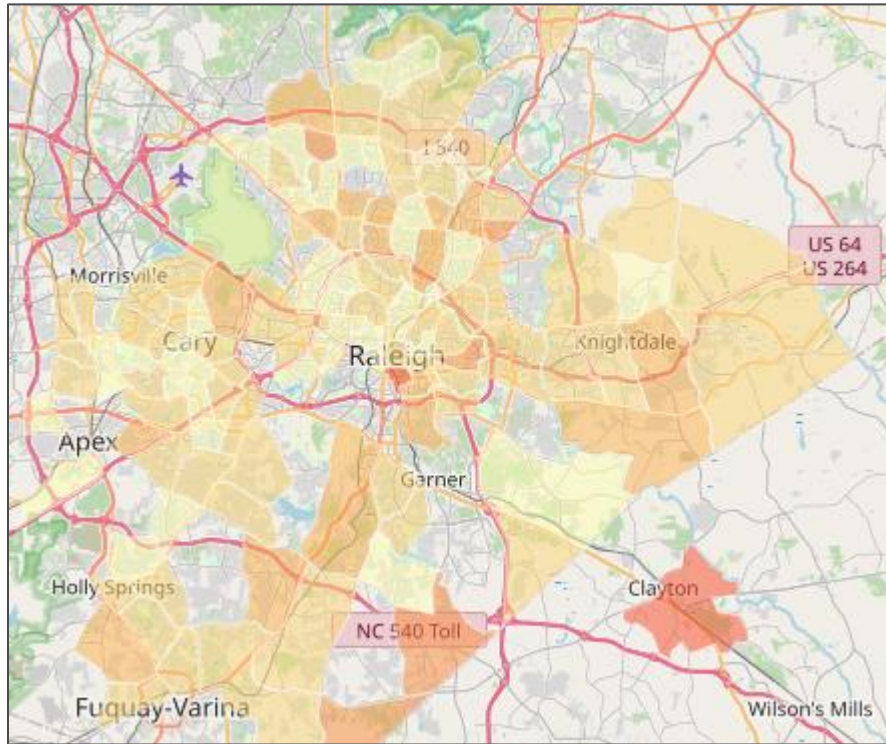 I 540
US 64
US 264
Morrisville
Cary
Knightdale
Raleigh
Apex
Garner
Holly Springs
Clayton
NC 540 Toll
Fuquay-Varina
Wilson's Mills